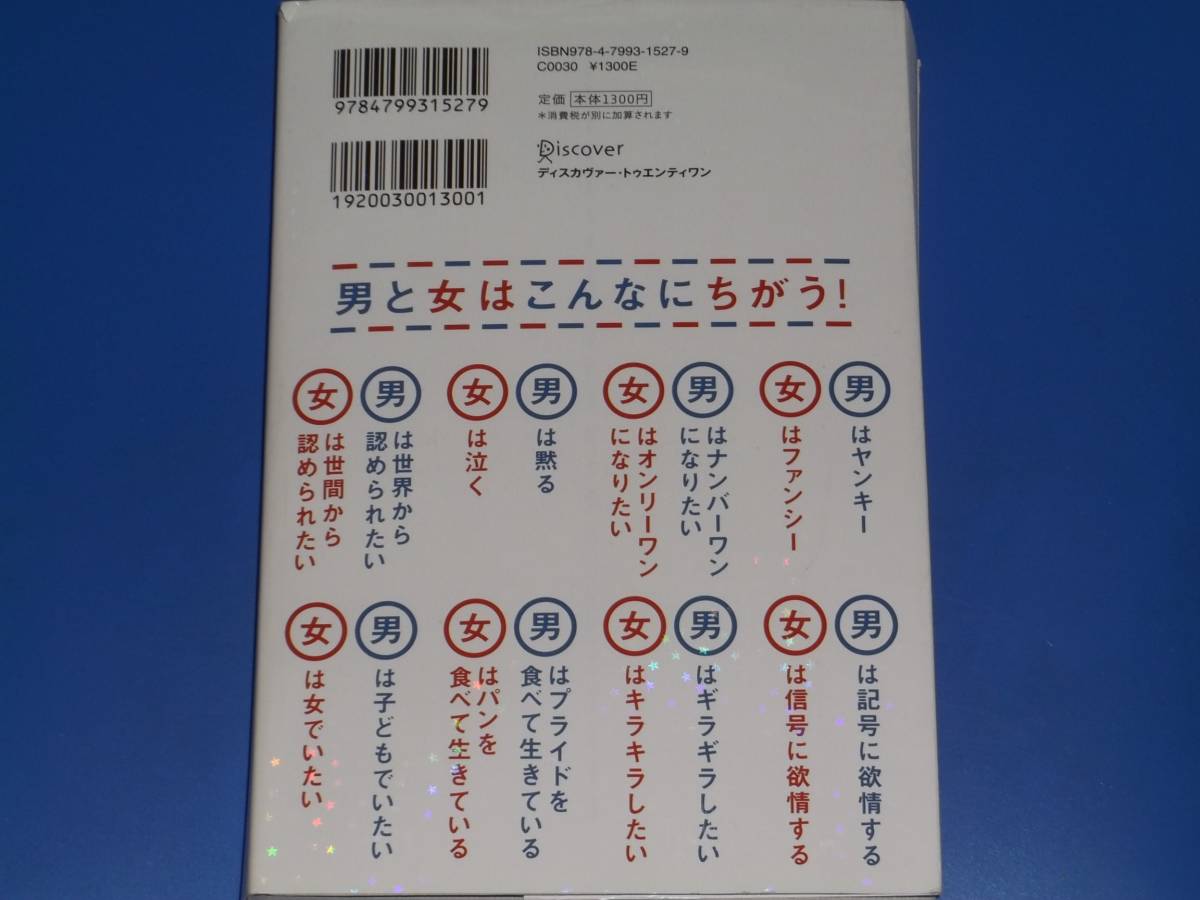 ISBN978-4-7993-1527-9
C0030 ¥1300E
9784799315279
定価 本体1300円
*消費税が別に加算されます
Discover
ディスカヴァー・トゥエンティワン
1920030013001
男と女はこんなにちがう!
男はヤンキー
女はファンシー
男はナンバーワン
になりたい
女はオンリーワン
になりたい
男は黙る
女は泣く
男は世界から
認められたい
女は世間から
認められたい
男は記号に欲情する
女は信号に欲情する
男はギラギラしたい
女はキラキラしたい
男はプライドを
食べて生きている
女はパンを
食べて生きている
男は子どもでいたい
女は女でいたい